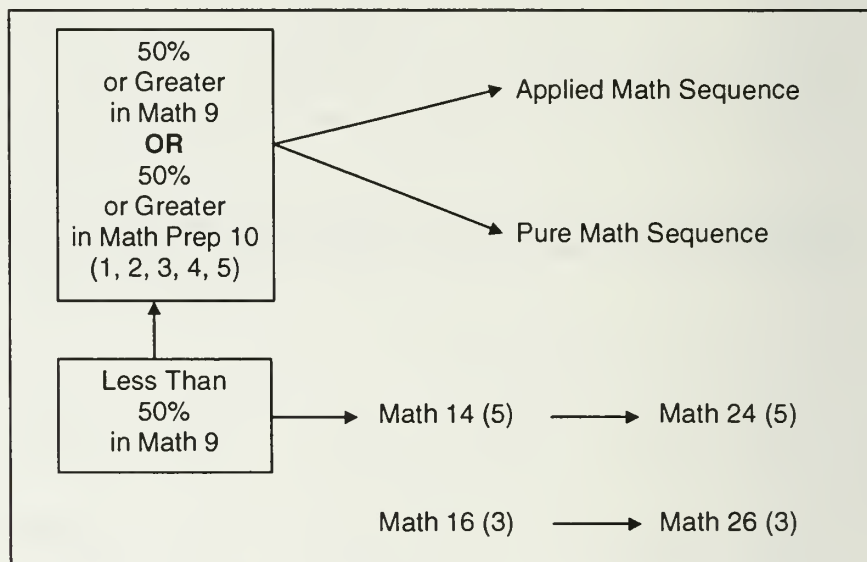 50%
or Greater
in Math 9
OR
50%
or Greater
in Math Prep 10
(1, 2, 3, 4, 5)
Applied Math Sequence
Pure Math Sequence
Less Than
50%
in Math 9
Math 14 (5)
Math 24 (5)
Math 16 (3)
Math 26 (3)